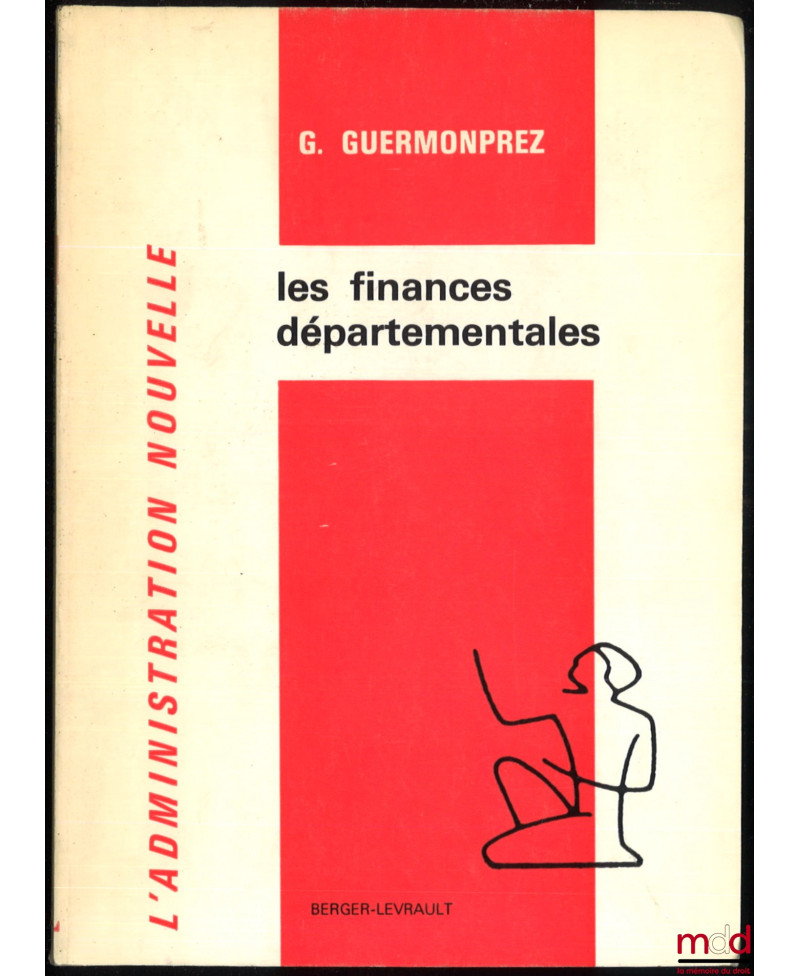 G. GUERMONPREZ
les finances
départementales
L'ADMINISTRATION NOUVELLE
BERGER-LEVRAULT
mdd
la mémoire du droit